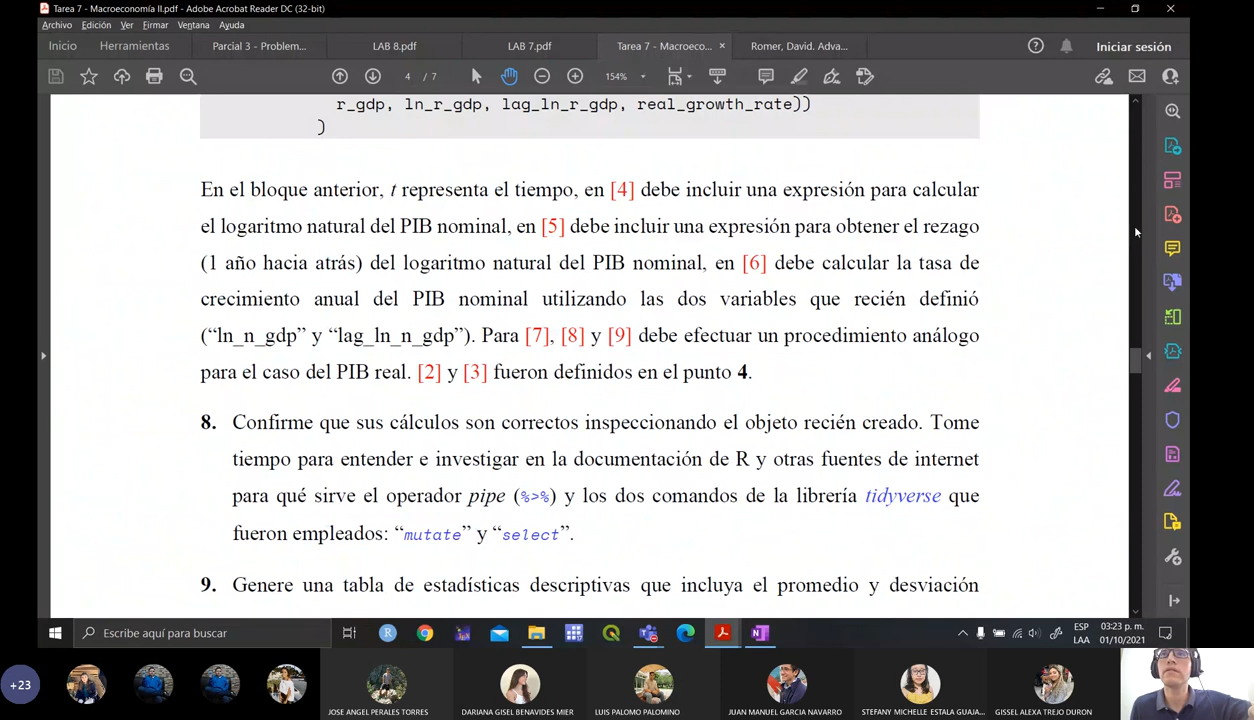 Tarea 7 - Macroeconomía II.pdf - Adobe Acrobat Reader DC (32-bit)
Archivo Edición Ver Firmar Ventana Ayuda
Inicio Herramientas Parcial 3 - Problem... LAB 8.pdf LAB 7.pdf Tarea 7 - Macroeco... × Romer, David. Adva... Iniciar sesión
4 / 7 154%
r_gdp, ln_r_gdp, lag_ln_r_gdp, real_growth_rate))
)
En el bloque anterior, t representa el tiempo, en [4] debe incluir una expresión para calcular
el logaritmo natural del PIB nominal, en [5] debe incluir una expresión para obtener el rezago
(1 año hacia atrás) del logaritmo natural del PIB nominal, en [6] debe calcular la tasa de
crecimiento anual del PIB nominal utilizando las dos variables que recién definió
(“ln_n_gdp” y “lag_ln_n_gdp”). Para [7], [8] y [9] debe efectuar un procedimiento análogo
para el caso del PIB real. [2] y [3] fueron definidos en el punto 4.
8. Confirme que sus cálculos son correctos inspeccionando el objeto recién creado. Tome
tiempo para entender e investigar en la documentación de R y otras fuentes de internet
para qué sirve el operador pipe (%>%) y los dos comandos de la librería tidyverse que
fueron empleados: “mutate” y “select”.
9. Genere una tabla de estadísticas descriptivas que incluya el promedio y desviación
Escribe aquí para buscar
ESP 03:23 p. m.
LAA 01/10/2021
+23
JOSE ANGEL PERALES TORRES DARIANA GISEL BENAVIDES MIER LUIS PALOMO PALOMINO JUAN MANUEL GARCIA NAVARRO STEFANY MICHELLE ESTALA GUAJA... GISSEL ALEXA TREJO DURON